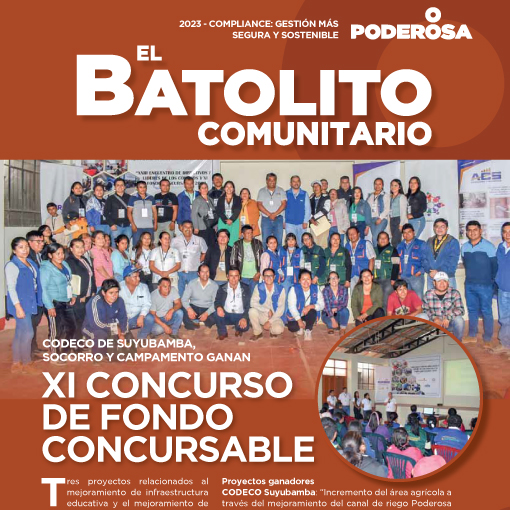 2023 - COMPLIANCE: GESTIÓN MÁS
SEGURA Y SOSTENIBLE
PODEROSA
EL
BATOLITO
COMUNITARIO
AES
CODECO DE SUYUBAMBA,
SOCORRO Y CAMPAMENTO GANAN
XI CONCURSO
DE FONDO
CONCURSABLE
Tres proyectos relacionados al
mejoramiento de infraestructura
educativa y el mejoramiento de
Proyectos ganadores
CODECO Suyubamba: “Incremento del área agrícola a
través del mejoramiento del canal de riego Poderosa